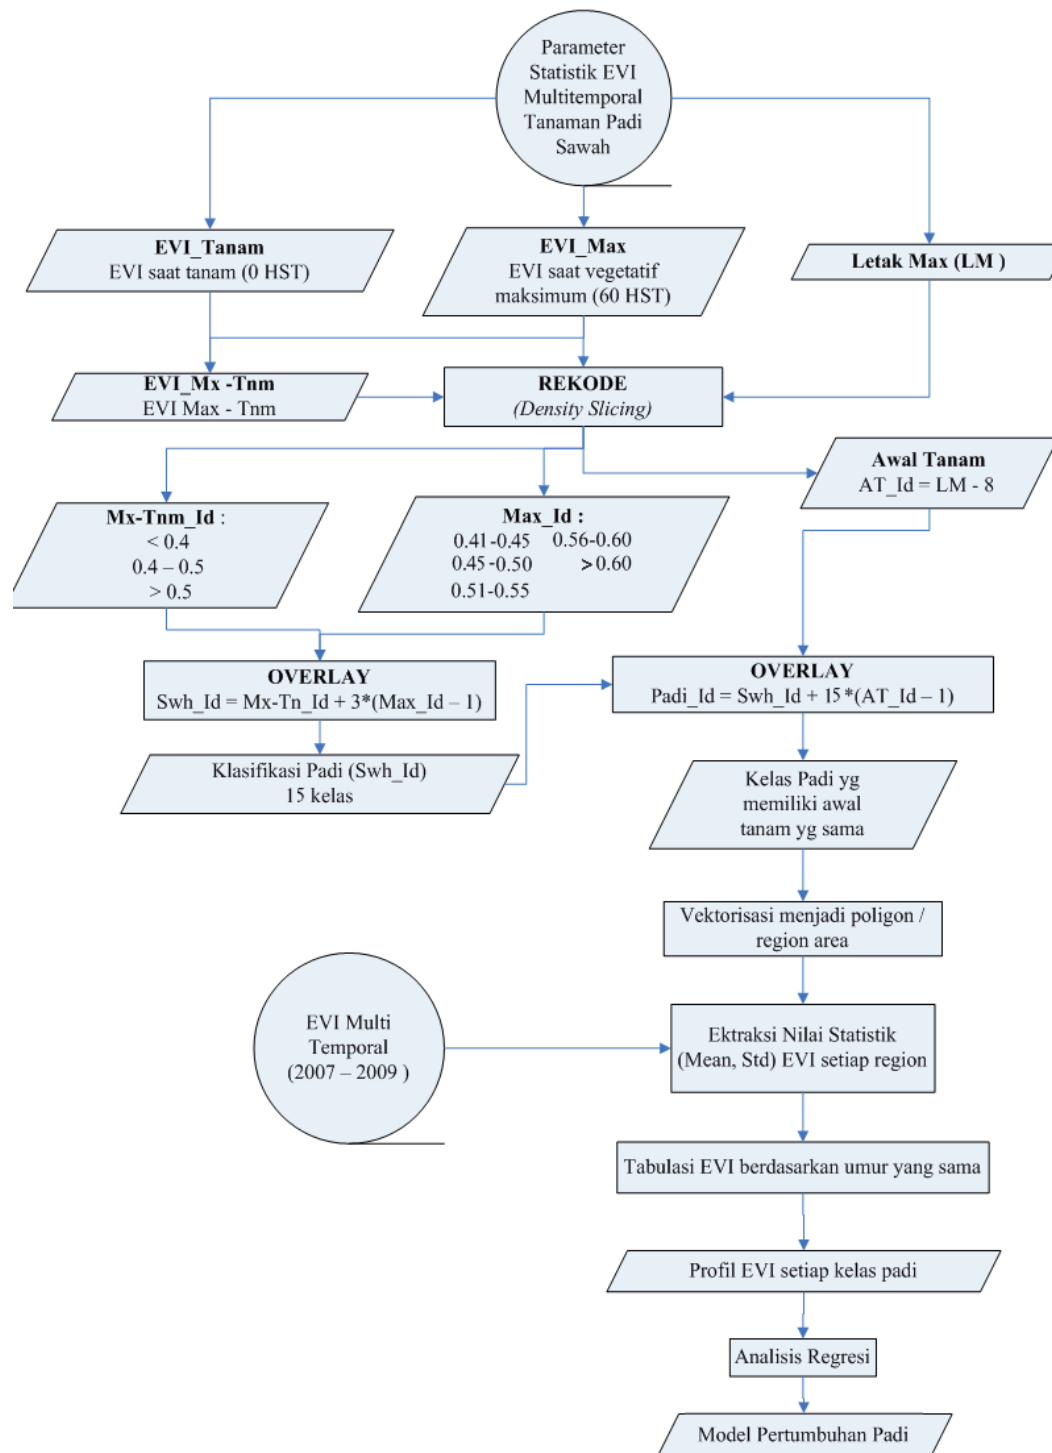 Parameter
Statistik EVI
Multitemporal
Tanaman Padi
Sawah
EVI_Tanam
EVI saat tanam (0 HST)
EVI_Max
EVI saat vegetatif
maksimum (60 HST)
Letak Max (LM )
EVI_Mx -Tnm
EVI Max - Tnm
REKODE
(Density Slicing)
Awal Tanam
AT_Id = LM - 8
Mx-Tnm_Id :
< 0.4
0.4 – 0.5
> 0.5
Max_Id :
0.41-0.45 0.56-0.60
0.45-0.50 >0.60
0.51-0.55
OVERLAY
Swh_Id = Mx-Tn_Id + 3*(Max_Id – 1)
OVERLAY
Padi_Id = Swh_Id + 15*(AT_Id – 1)
Klasifikasi Padi (Swh_Id)
15 kelas
Kelas Padi yg
memiliki awal
tanam yg sama
Vektorisasi menjadi poligon /
region area
EVI Multi
Temporal
(2007 – 2009 )
Ektraksi Nilai Statistik
(Mean, Std) EVI setiap region
Tabulasi EVI berdasarkan umur yang sama
Profil EVI setiap kelas padi
Analisis Regresi
Model Pertumbuhan Padi